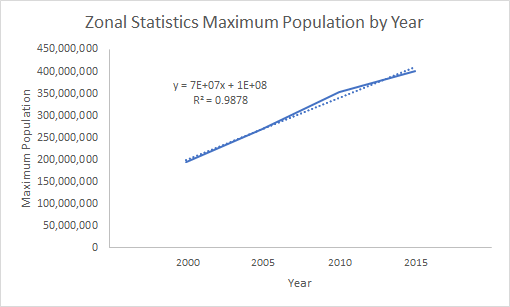 Zonal Statistics Maximum Population by Year
450,000,000
400,000,000
350,000,000
300,000,000
250,000,000
200,000,000
150,000,000
100,000,000
50,000,000
0
Maximum Population
y = 7E+07x + 1E+08
R² = 0.9878
2000 2005 2010 2015
Year